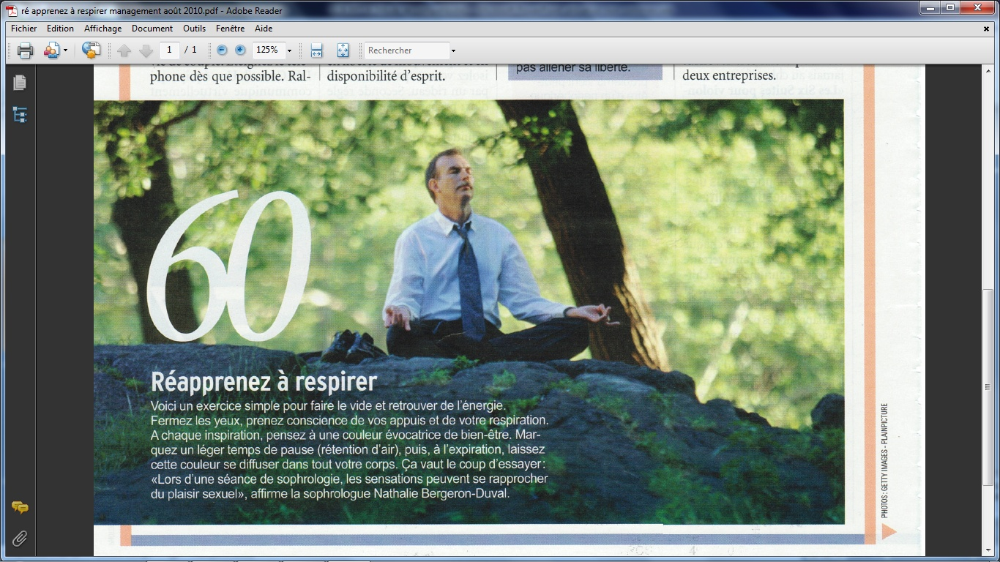 ré apprenez à respirer management août 2010.pdf - Adobe Reader
Fichier Edition Affichage Document Outils Fenêtre Aide
1 / 1 125% Rechercher
phone dès que possible. Ral-
disponibilité d'esprit.
pas aliéner sa liberté.
deux entreprises.
60
Réapprenez à respirer
Voici un exercice simple pour faire le vide et retrouver de l'énergie.
Fermez les yeux, prenez conscience de vos appuis et de votre respiration.
A chaque inspiration, pensez à une couleur évocatrice de bien-être. Mar-
quez un léger temps de pause (rétention d'air), puis, à l'expiration, laissez
cette couleur se diffuser dans tout votre corps. Ça vaut le coup d'essayer:
«Lors d'une séance de sophrologie, les sensations peuvent se rapprocher
du plaisir sexuel», affirme la sophrologue Nathalie Bergeron-Duval.
PHOTOS : GETTY IMAGES - PLAINPICTURE